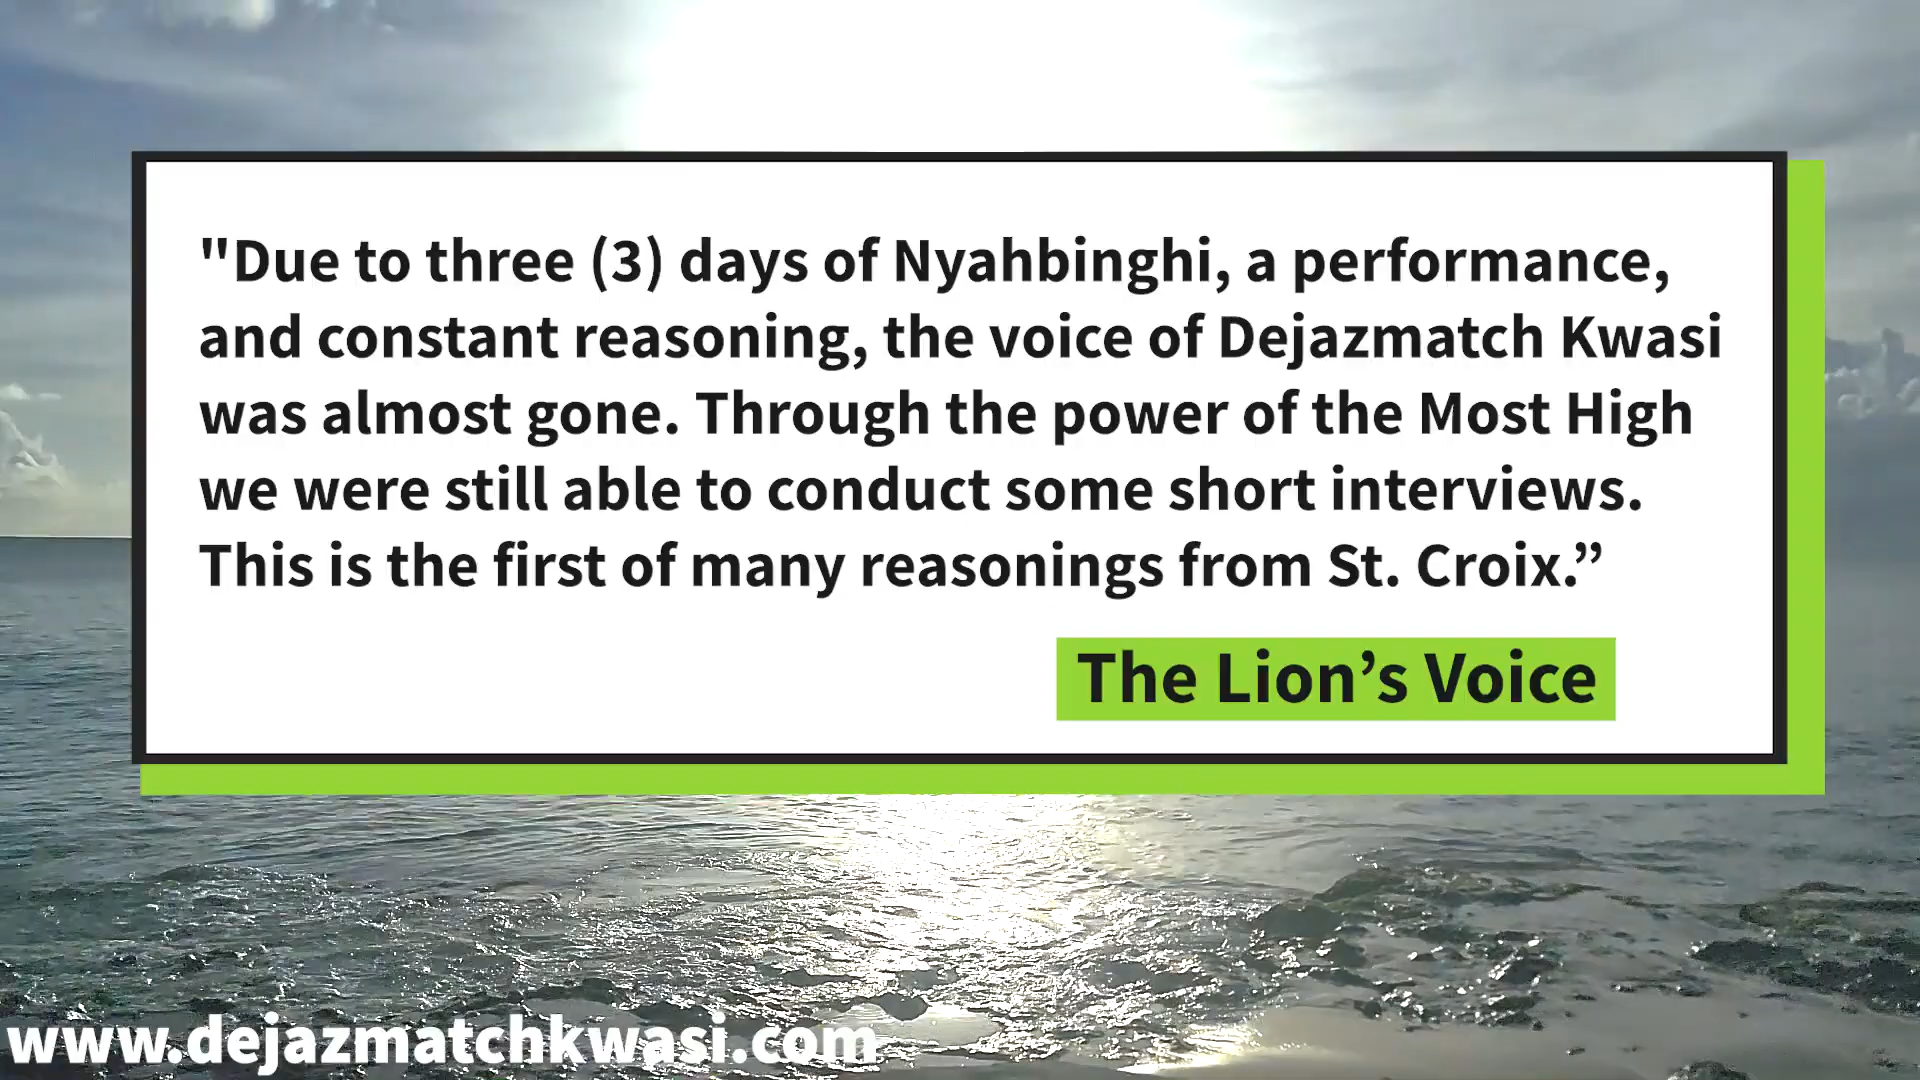 "Due to three (3) days of Nyahbinghi, a performance,
and constant reasoning, the voice of Dejazmatch Kwasi
was almost gone. Through the power of the Most High
we were still able to conduct some short interviews.
This is the first of many reasonings from St. Croix.”
The Lion’s Voice
www.dejazmatchkwasi.com